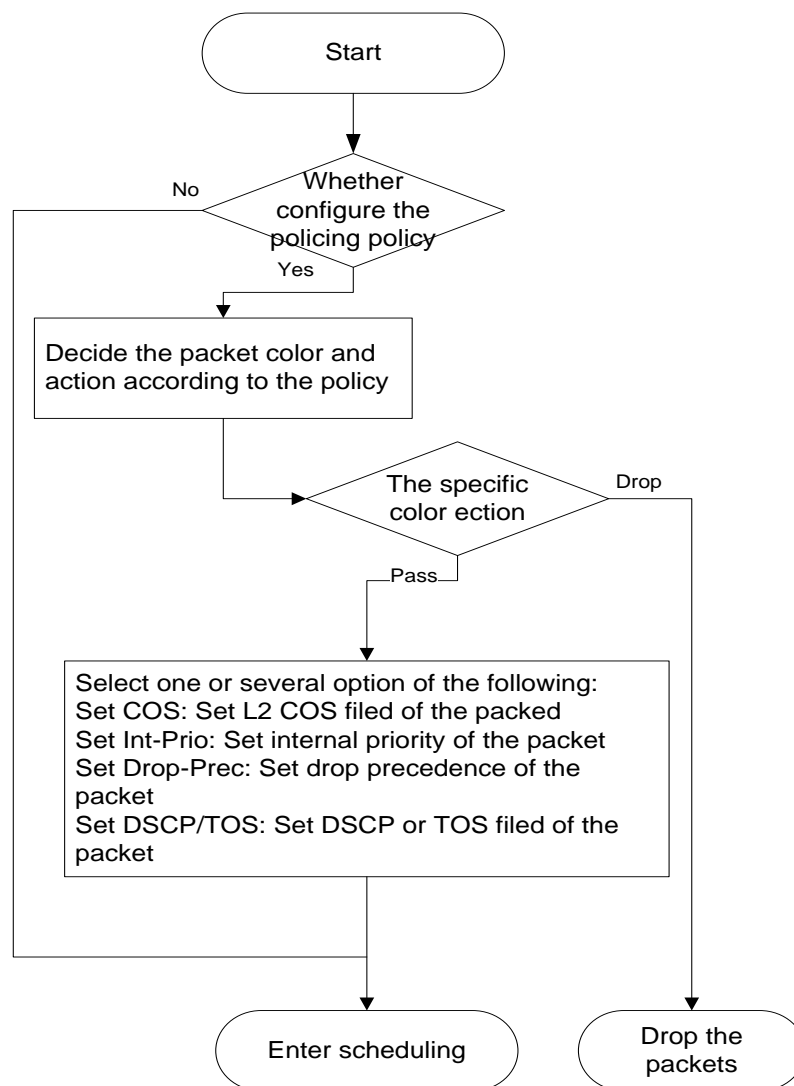 Start
Whether
configure the
policing policy
No
Yes
Decide the packet color and
action according to the policy
The specific
color ection
Drop
Pass
Select one or several option of the following:
Set COS: Set L2 COS filed of the packed
Set Int-Prio: Set internal priority of the packet
Set Drop-Prec: Set drop precedence of the
packet
Set DSCP/TOS: Set DSCP or TOS filed of the
packet
Enter scheduling
Drop the
packets